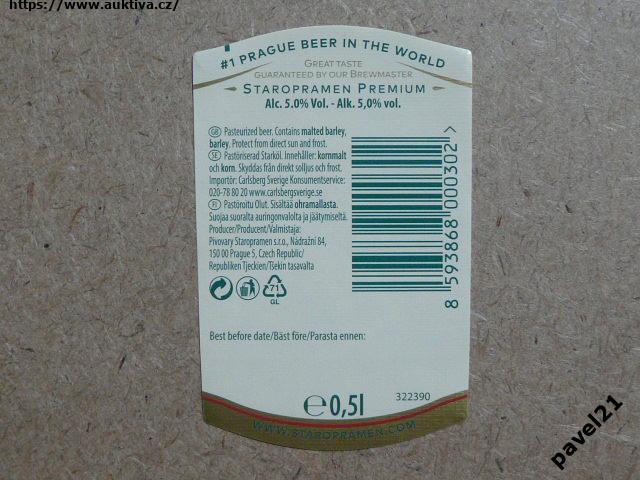 https://www.auktiva.cz/
#1 PRAGUE BEER IN THE WORLD
GREAT TASTE
GUARANTEED BY OUR BREWMASTER
STAROPRAMEN PREMIUM
Alc. 5.0% Vol. - Alk. 5,0% vol.
GB Pasteurized beer. Contains malted barley,
barley. Protect from direct sun and frost.
SE Pastöriserad Starköl. Innehåller: kornmalt
och korn. Skyddas från direkt solljus och frost.
Importör: Carlsberg Sverige Konsumentservice:
020-78 80 20 www.carlsbergsverige.se
FI Pastöroitu Olut. Sisältää ohramallasta.
Suojaa suoralta auringonvalolta ja jäätymiseltä.
Producer/Producent/Valmistaja:
Pivovary Staropramen s.r.o., Nádražní 84,
150 00 Prague 5, Czech Republic/
Republiken Tjeckien/Tšekin tasavalta
71
GL
8 593868 000302 >
Best before date/Bäst före/Parasta ennen:
℮ 0,5l
322390
WWW.STAROPRAMEN.COM
pavel21